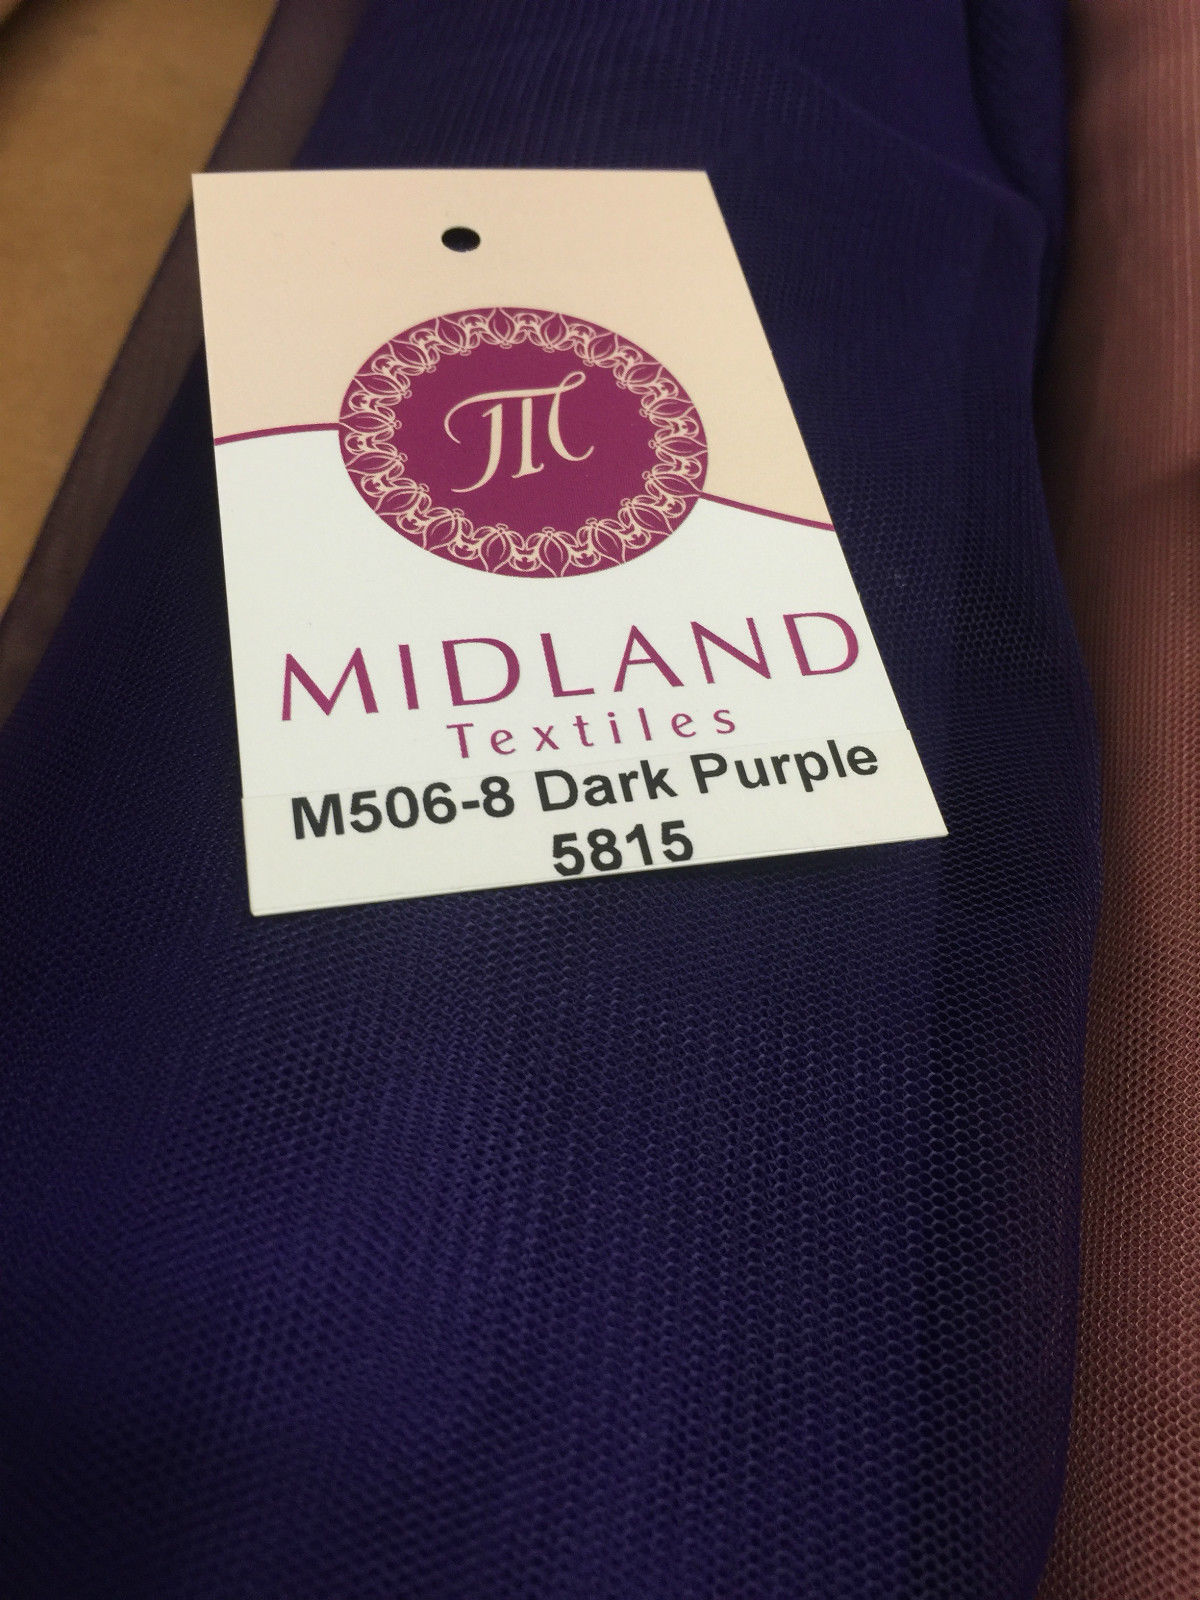 M
MIDLAND
Textiles
M506-8 Dark Purple
5815